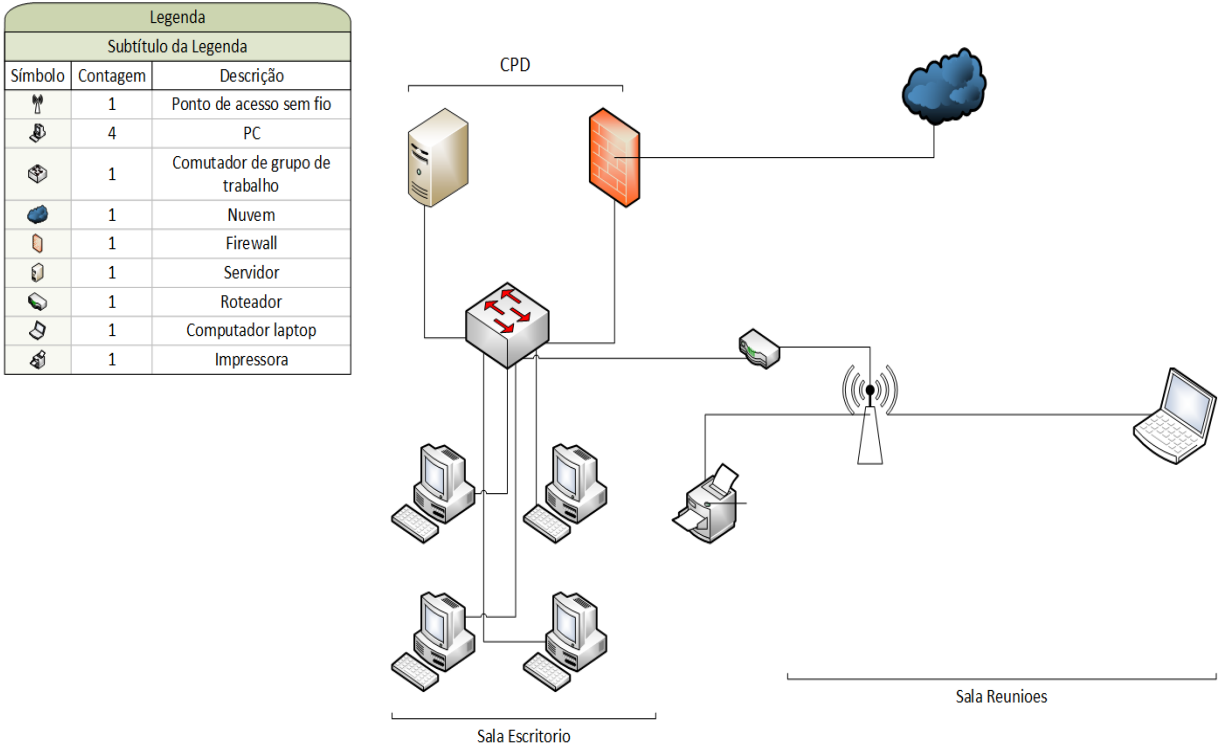 Legenda
Subtítulo da Legenda
Símbolo Contagem Descrição
1 Ponto de acesso sem fio
4 PC
1 Comutador de grupo de
trabalho
1 Nuvem
1 Firewall
1 Servidor
1 Roteador
1 Computador laptop
1 Impressora
CPD
Sala Reunioes
Sala Escritorio